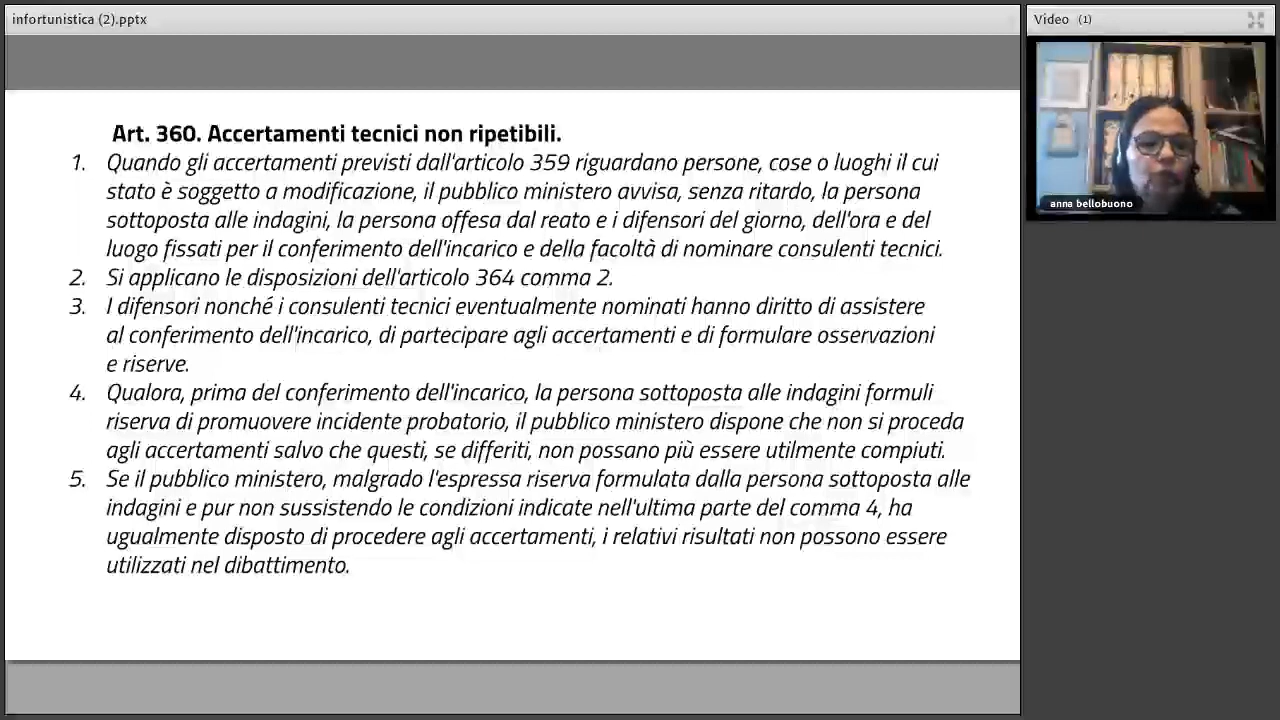 infortunistica (2).pptx
Video (1)
Art. 360. Accertamenti tecnici non ripetibili.
1. Quando gli accertamenti previsti dall'articolo 359 riguardano persone, cose o luoghi il cui
stato è soggetto a modificazione, il pubblico ministero avvisa, senza ritardo, la persona
sottoposta alle indagini, la persona offesa dal reato e i difensori del giorno, dell'ora e del
luogo fissati per il conferimento dell'incarico e della facoltà di nominare consulenti tecnici.
2. Si applicano le disposizioni dell'articolo 364 comma 2.
3. I difensori nonché i consulenti tecnici eventualmente nominati hanno diritto di assistere
al conferimento dell'incarico, di partecipare agli accertamenti e di formulare osservazioni
e riserve.
4. Qualora, prima del conferimento dell'incarico, la persona sottoposta alle indagini formuli
riserva di promuovere incidente probatorio, il pubblico ministero dispone che non si proceda
agli accertamenti salvo che questi, se differiti, non possano più essere utilmente compiuti.
5. Se il pubblico ministero, malgrado l'espressa riserva formulata dalla persona sottoposta alle
indagini e pur non sussistendo le condizioni indicate nell'ultima parte del comma 4, ha
ugualmente disposto di procedere agli accertamenti, i relativi risultati non possono essere
utilizzati nel dibattimento.
anna bellobuono